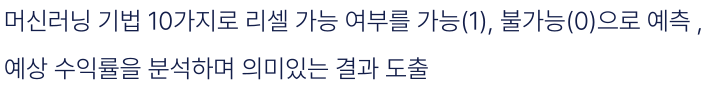 머신러닝 기법 10가지로 리셀 가능 여부를 가능(1), 불가능(0)으로 예측 ,
예상 수익률을 분석하며 의미있는 결과 도출